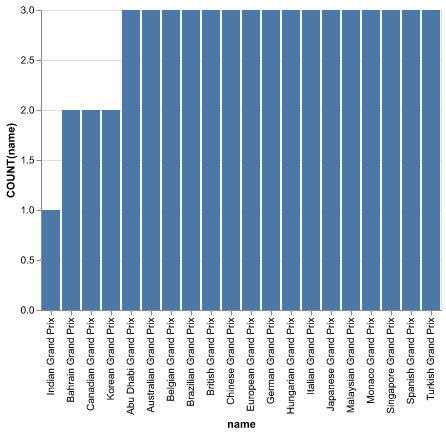 3.0
2.5
2.0
1.5
1.0
0.5
0.0
COUNT(name)
Indian Grand Prix
Bahrain Grand Prix
Canadian Grand Prix
Korean Grand Prix
Abu Dhabi Grand Prix
Australian Grand Prix
Belgian Grand Prix
Brazilian Grand Prix
British Grand Prix
Chinese Grand Prix
European Grand Prix
German Grand Prix
Hungarian Grand Prix
Italian Grand Prix
Japanese Grand Prix
Malaysian Grand Prix
Monaco Grand Prix
Singapore Grand Prix
Spanish Grand Prix
Turkish Grand Prix
name